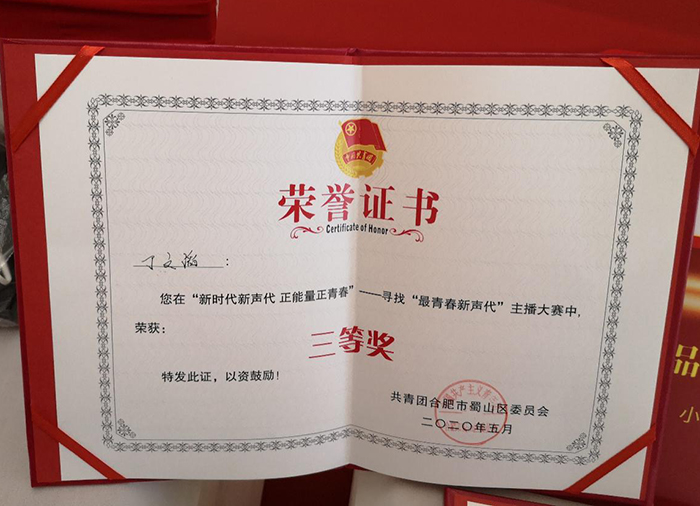 荣誉证书
Certificate of Honor
丁文激：
您在“新时代新声代 正能量正青春”——寻找“最青春新声代”主播大赛中,
荣获：
三等奖
特发此证，以资鼓励！
共青团合肥市蜀山区委员会
二〇二〇年五月
品
小